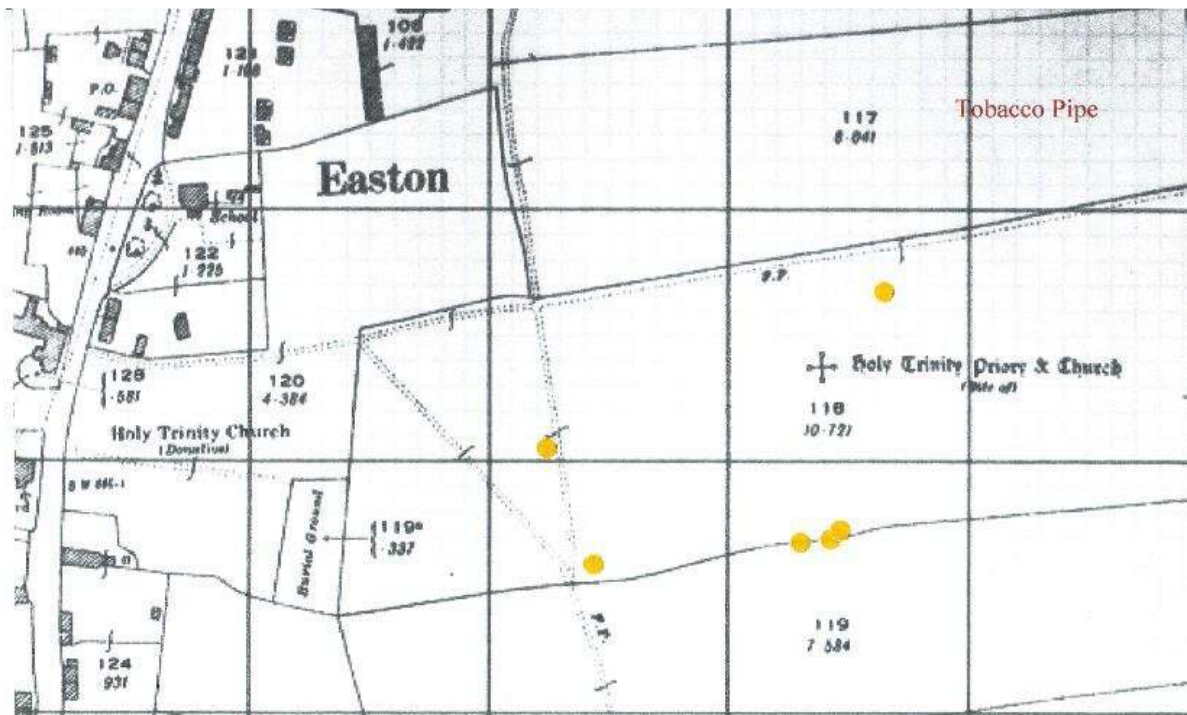 108
1·422
121
1·198
P.O.
125
1·513
117
8·041
Tobacco Pipe
Easton
School
122
1·225
F.P.
Holy Trinity Priory & Church
(Site of)
118
10·721
128
·581
120
4·384
Holy Trinity Church
(Donative)
Burial Ground
119a
·337
F.P.
119
7·584
124
·931